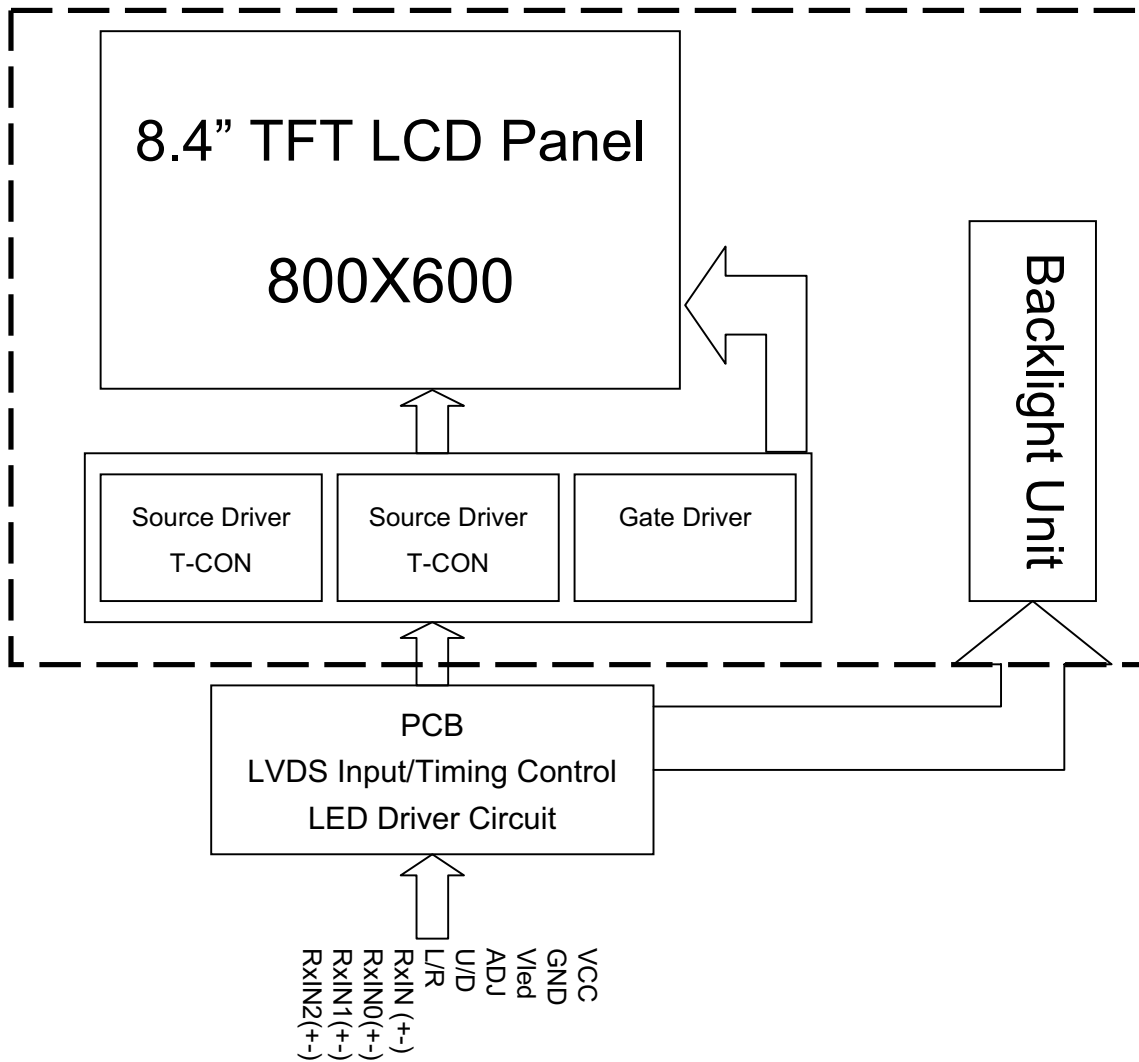 8.4” TFT LCD Panel
800X600
Backlight Unit
Source Driver
T-CON
Source Driver
T-CON
Gate Driver
PCB
LVDS Input/Timing Control
LED Driver Circuit
VCC
GND
Vled
ADJ
U/D
L/R
RxIN (+-)
RxIN0(+-)
RxIN1(+-)
RxIN2(+-)